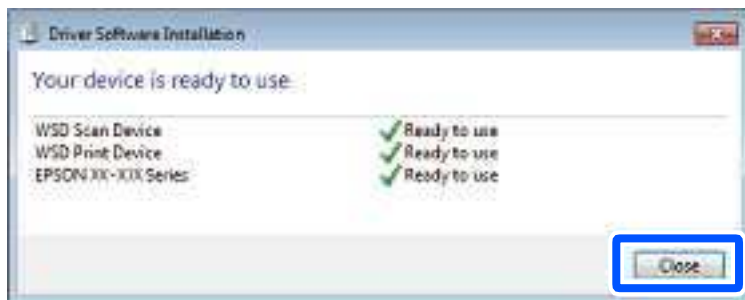 Driver Software Installation
Your device is ready to use
WSD Scan Device Ready to use
WSD Print Device Ready to use
EPSON XX-XXX Series Ready to use
Close